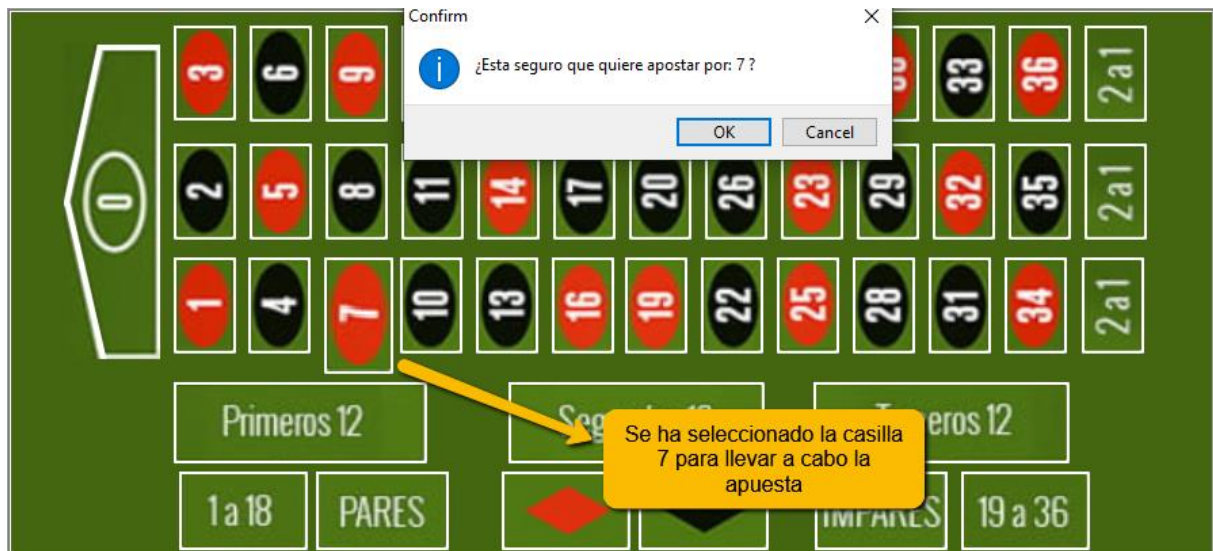 Confirm
¿Esta seguro que quiere apostar por: 7 ?
OK Cancel
3 6 9 33 36 2 a 1
0 2 5 8 11 14 17 20 26 23 29 32 35 2 a 1
1 4 7 10 13 16 19 22 25 28 31 34 2 a 1
Primeros 12 12 12
Se ha seleccionado la casilla
7 para llevar a cabo la
apuesta
1 a 18 PARES IMPARES 19 a 36